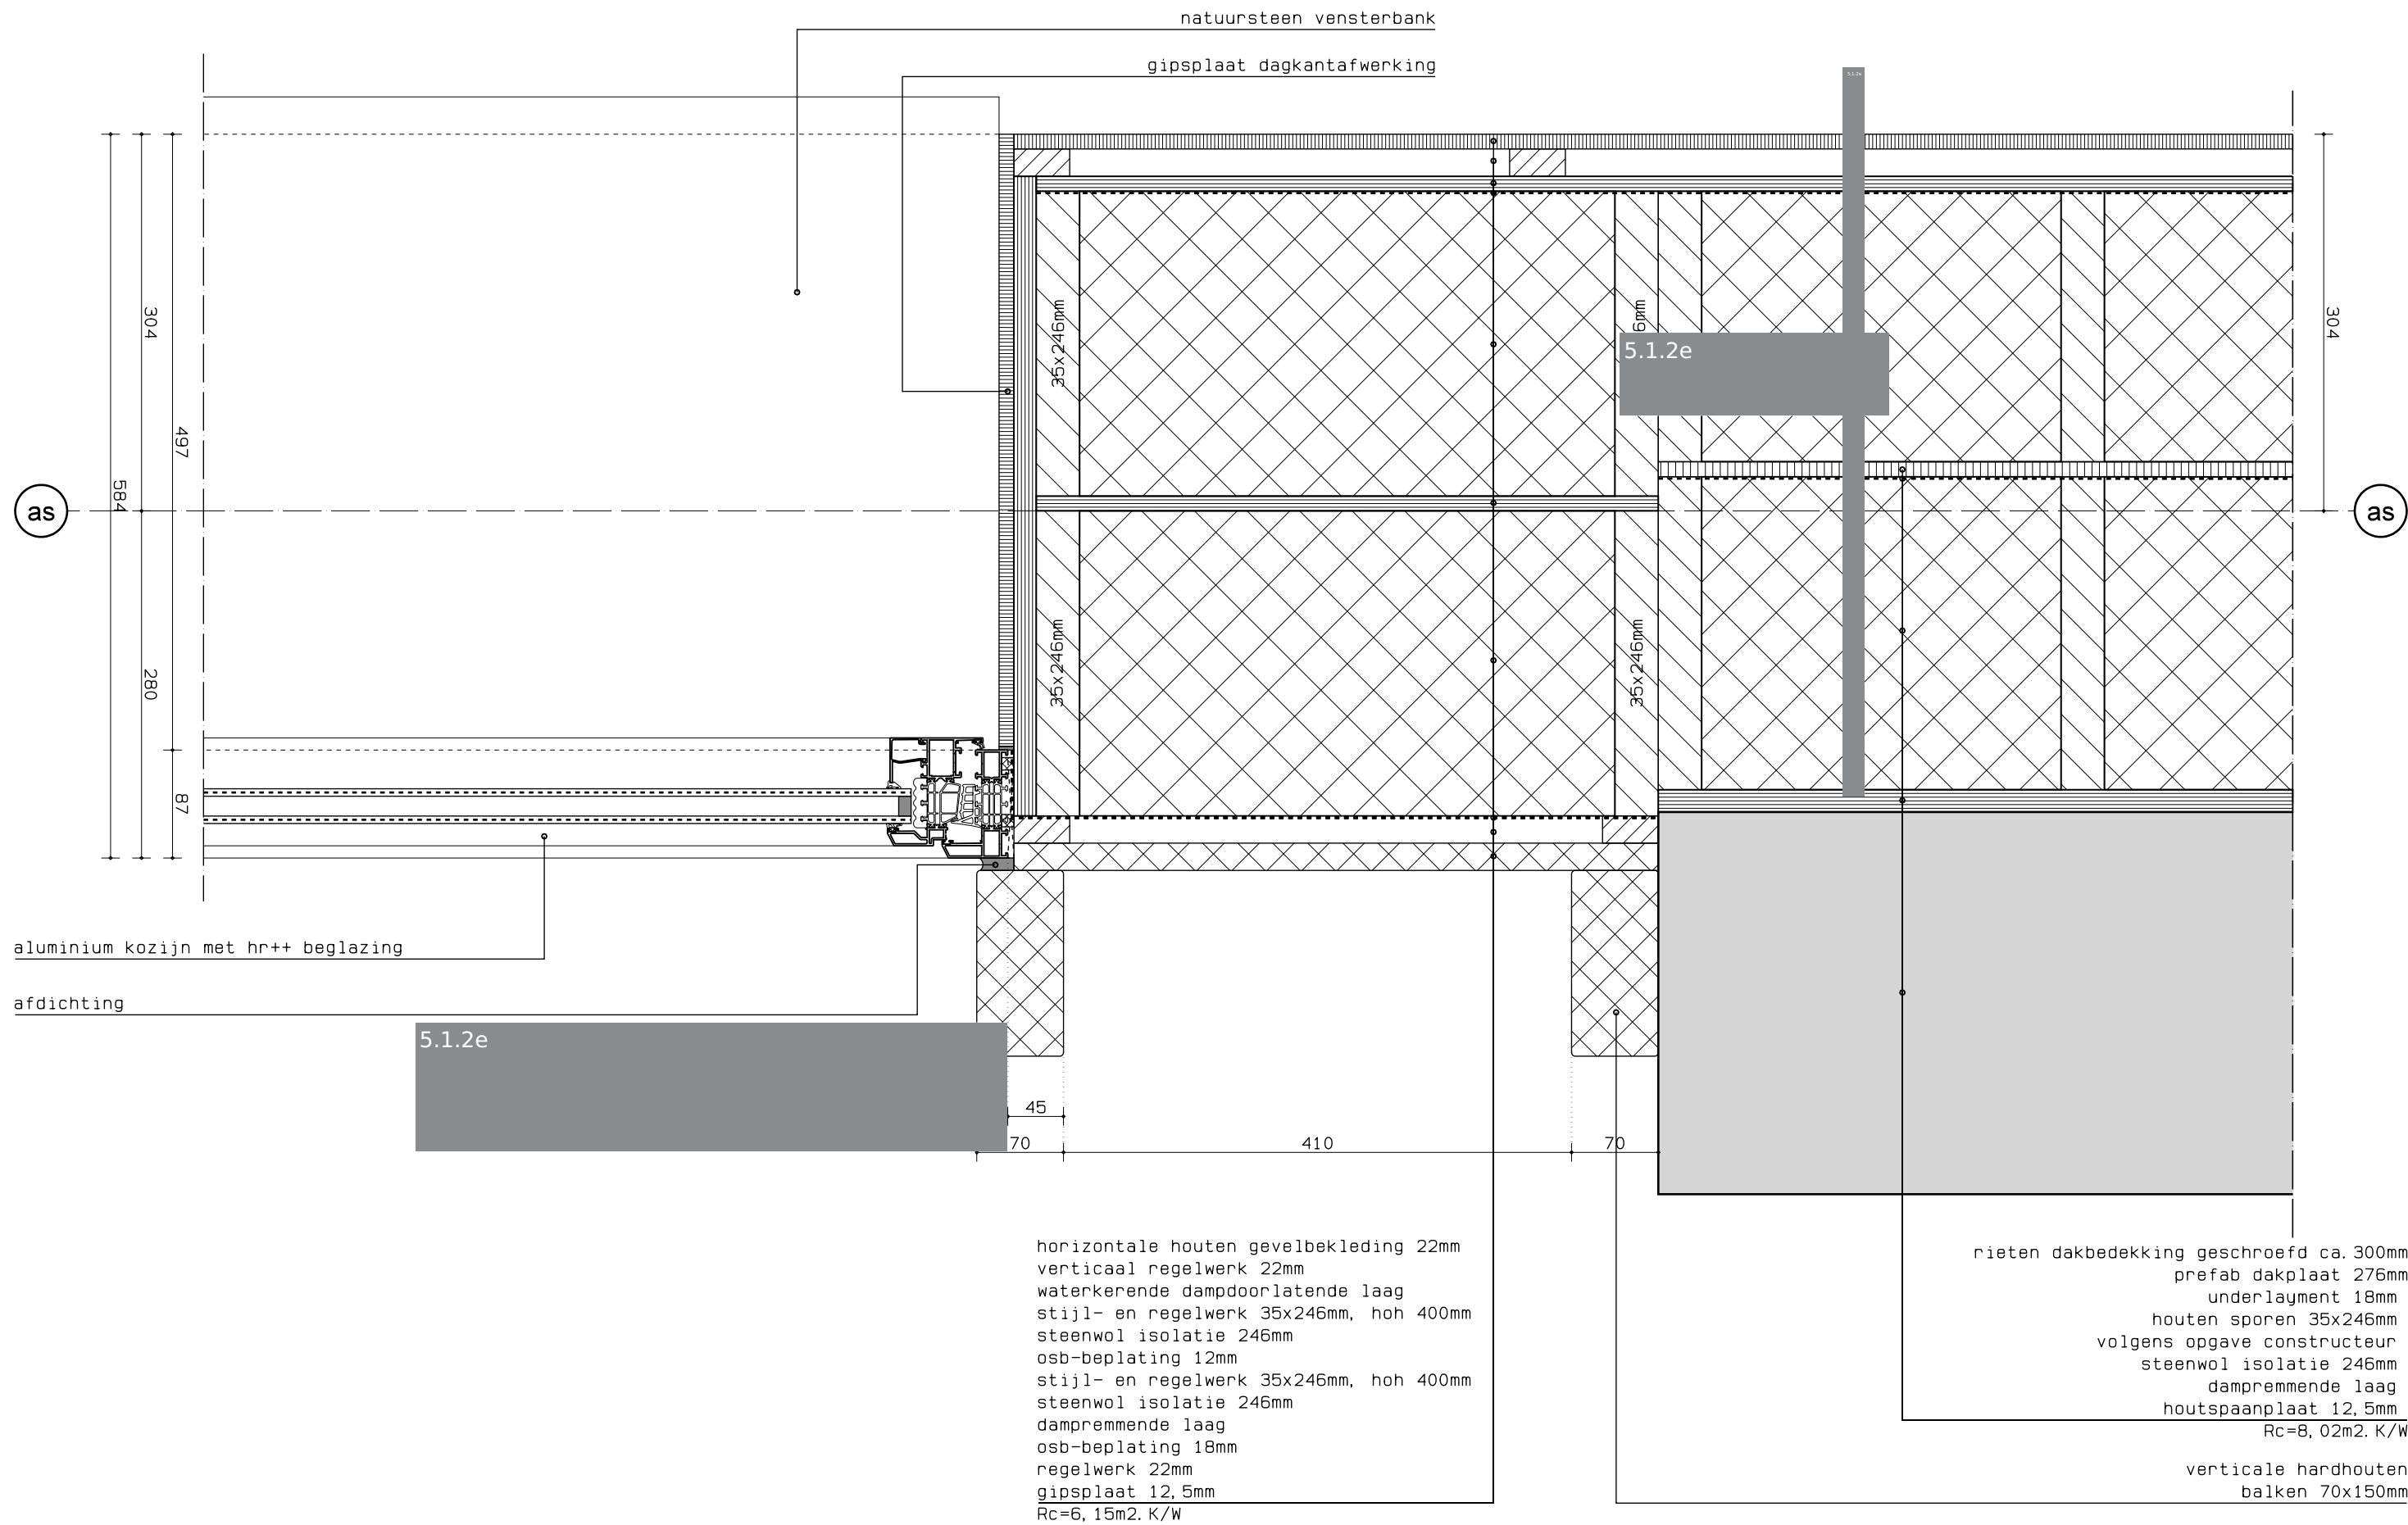 natuursteen vensterbank
gipsplaat dagkantafwerking
5.1.2e
304
497
584
280
87
304
as
as
35x246mm
6mm
5.1.2e
35x246mm
35x246mm
aluminium kozijn met hr++ beglazing
afdichting
5.1.2e
45
70
410
70
horizontale houten gevelbekleding 22mm
verticaal regelwerk 22mm
waterkerende dampdoorlatende laag
stijl- en regelwerk 35x246mm, hoh 400mm
steenwol isolatie 246mm
osb-beplating 12mm
stijl- en regelwerk 35x246mm, hoh 400mm
steenwol isolatie 246mm
dampremmende laag
osb-beplating 18mm
regelwerk 22mm
gipsplaat 12,5mm
Rc=6,15m2.K/W
rieten dakbedekking geschroefd ca.300mm
prefab dakplaat 276mm
underlayment 18mm
houten sporen 35x246mm
volgens opgave constructeur
steenwol isolatie 246mm
dampremmende laag
houtspaanplaat 12,5mm
Rc=8,02m2.K/W
verticale hardhouten
balken 70x150mm